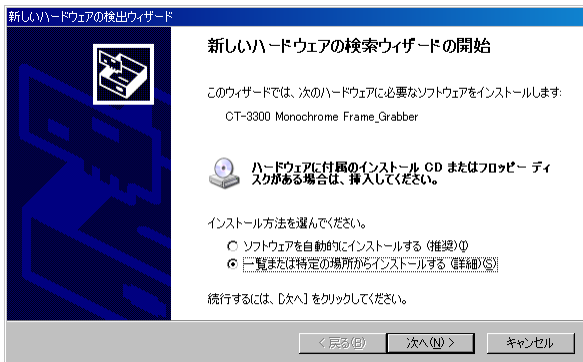 新しいハードウェアの検出ウィザード
新しいハードウェアの検索ウィザードの開始
このウィザードでは、次のハードウェアに必要なソフトウェアをインストールします:
CT-3300 Monochrome Frame_Grabber
ハードウェアに付属のインストール CD またはフロッピー ディ
スクがある場合は、挿入してください。
インストール方法を選んでください。
ソフトウェアを自動的にインストールする (推奨)(I)
一覧または特定の場所からインストールする (詳細)(S)
続行するには、[次へ] をクリックしてください。
< 戻る(B)
次へ(N) >
キャンセル